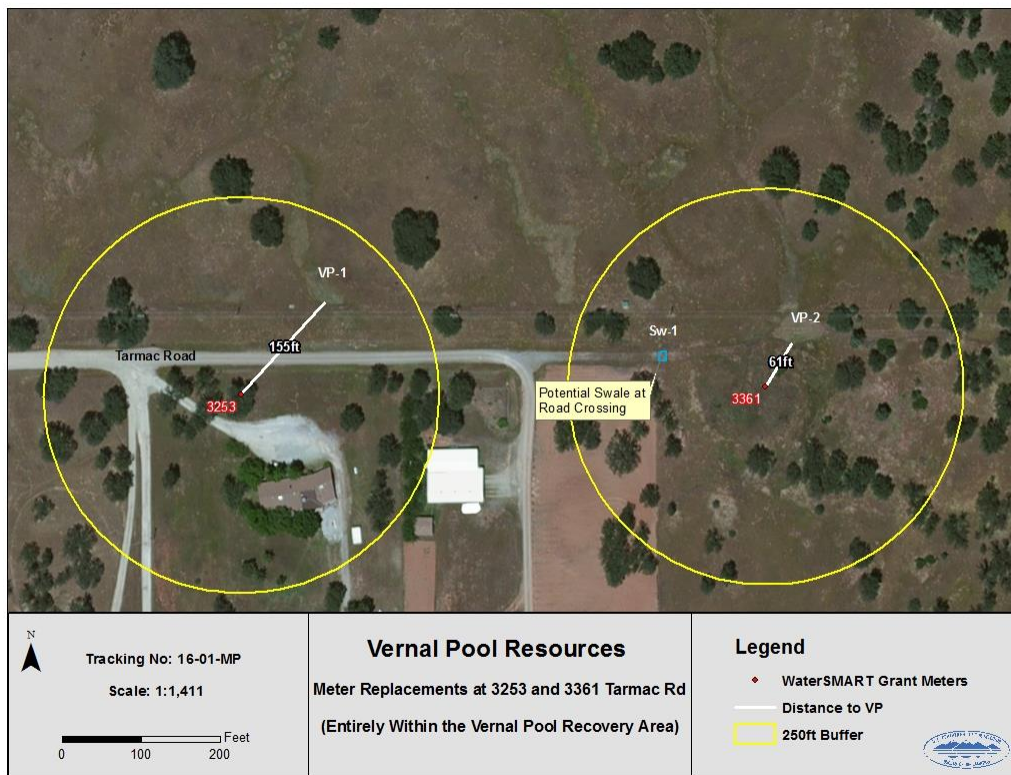 VP-1
VP-2
Sw-1
Tarmac Road
155ft
61ft
3253
3361
Potential Swale at
Road Crossing
N
Tracking No: 16-01-MP
Scale: 1:1,411
Feet
0 100 200
Vernal Pool Resources
Meter Replacements at 3253 and 3361 Tarmac Rd
(Entirely Within the Vernal Pool Recovery Area)
Legend
WaterSMART Grant Meters
Distance to VP
250ft Buffer